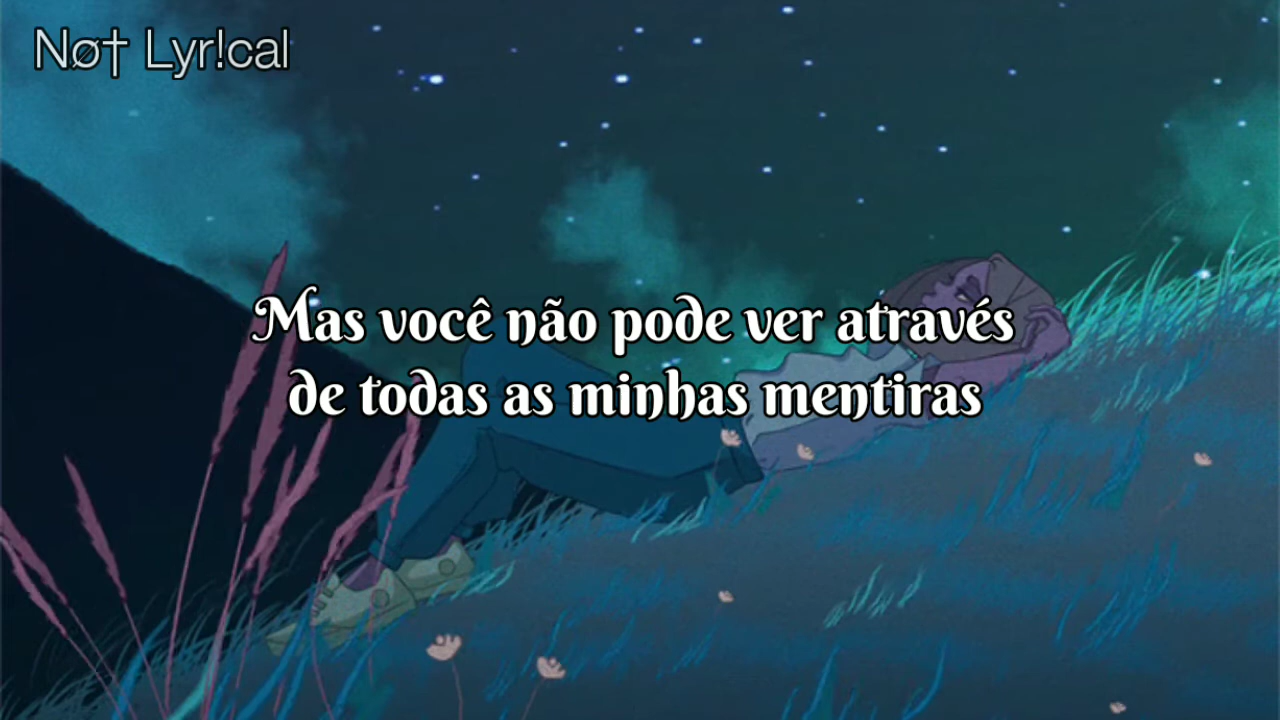 Nø† Lyr!cal
Mas você não pode ver através
de todas as minhas mentiras